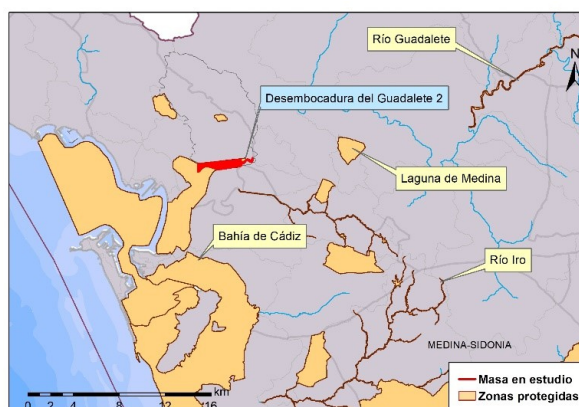 Río Guadalete
N
Desembocadura del Guadalete 2
Laguna de Medina
Bahía de Cádiz
Río Iro
MEDINA-SIDONIA
Masa en estudio
Zonas protegidas
km
0 2 4 8 12 16